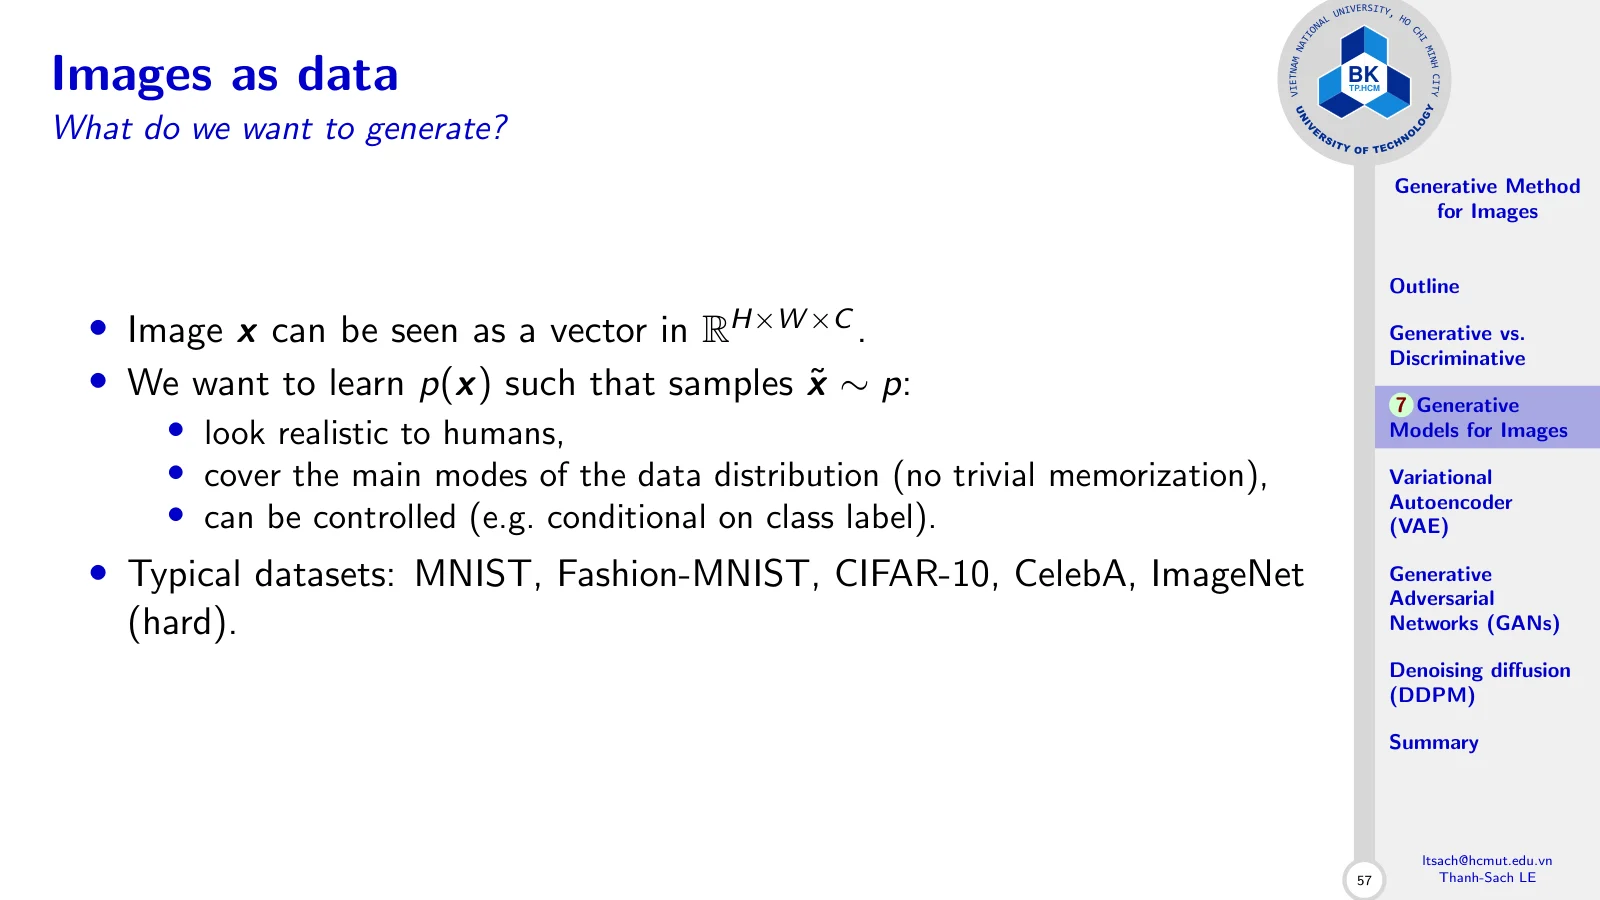 Images as data
What do we want to generate?
• Image x can be seen as a vector in ℝ^{H×W×C}.
• We want to learn p(x) such that samples x̃ ∼ p:
• look realistic to humans,
• cover the main modes of the data distribution (no trivial memorization),
• can be controlled (e.g. conditional on class label).
• Typical datasets: MNIST, Fashion-MNIST, CIFAR-10, CelebA, ImageNet
(hard).
VIETNAM NATIONAL UNIVERSITY, HO CHI MINH CITY
BK
TP.HCM
UNIVERSITY OF TECHNOLOGY
Generative Method
for Images
Outline
Generative vs.
Discriminative
7 Generative
Models for Images
Variational
Autoencoder
(VAE)
Generative
Adversarial
Networks (GANs)
Denoising diffusion
(DDPM)
Summary
ltsach@hcmut.edu.vn
Thanh-Sach LE
57